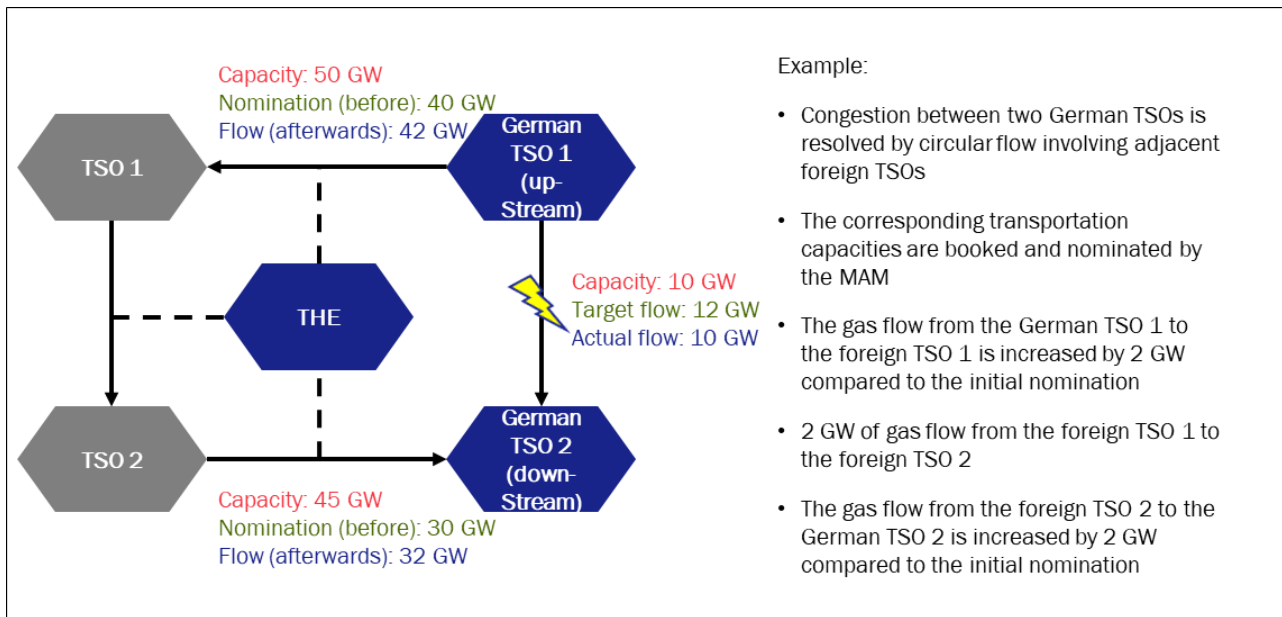 Capacity: 50 GW
Nomination (before): 40 GW
Flow (afterwards): 42 GW
TSO 1
German
TSO 1
(up-
Stream)
THE
Capacity: 10 GW
Target flow: 12 GW
Actual flow: 10 GW
TSO 2
German
TSO 2
(down-
Stream)
Capacity: 45 GW
Nomination (before): 30 GW
Flow (afterwards): 32 GW
Example:
• Congestion between two German TSOs is
resolved by circular flow involving adjacent
foreign TSOs
• The corresponding transportation
capacities are booked and nominated by
the MAM
• The gas flow from the German TSO 1 to
the foreign TSO 1 is increased by 2 GW
compared to the initial nomination
• 2 GW of gas flow from the foreign TSO 1 to
the foreign TSO 2
• The gas flow from the foreign TSO 2 to the
German TSO 2 is increased by 2 GW
compared to the initial nomination